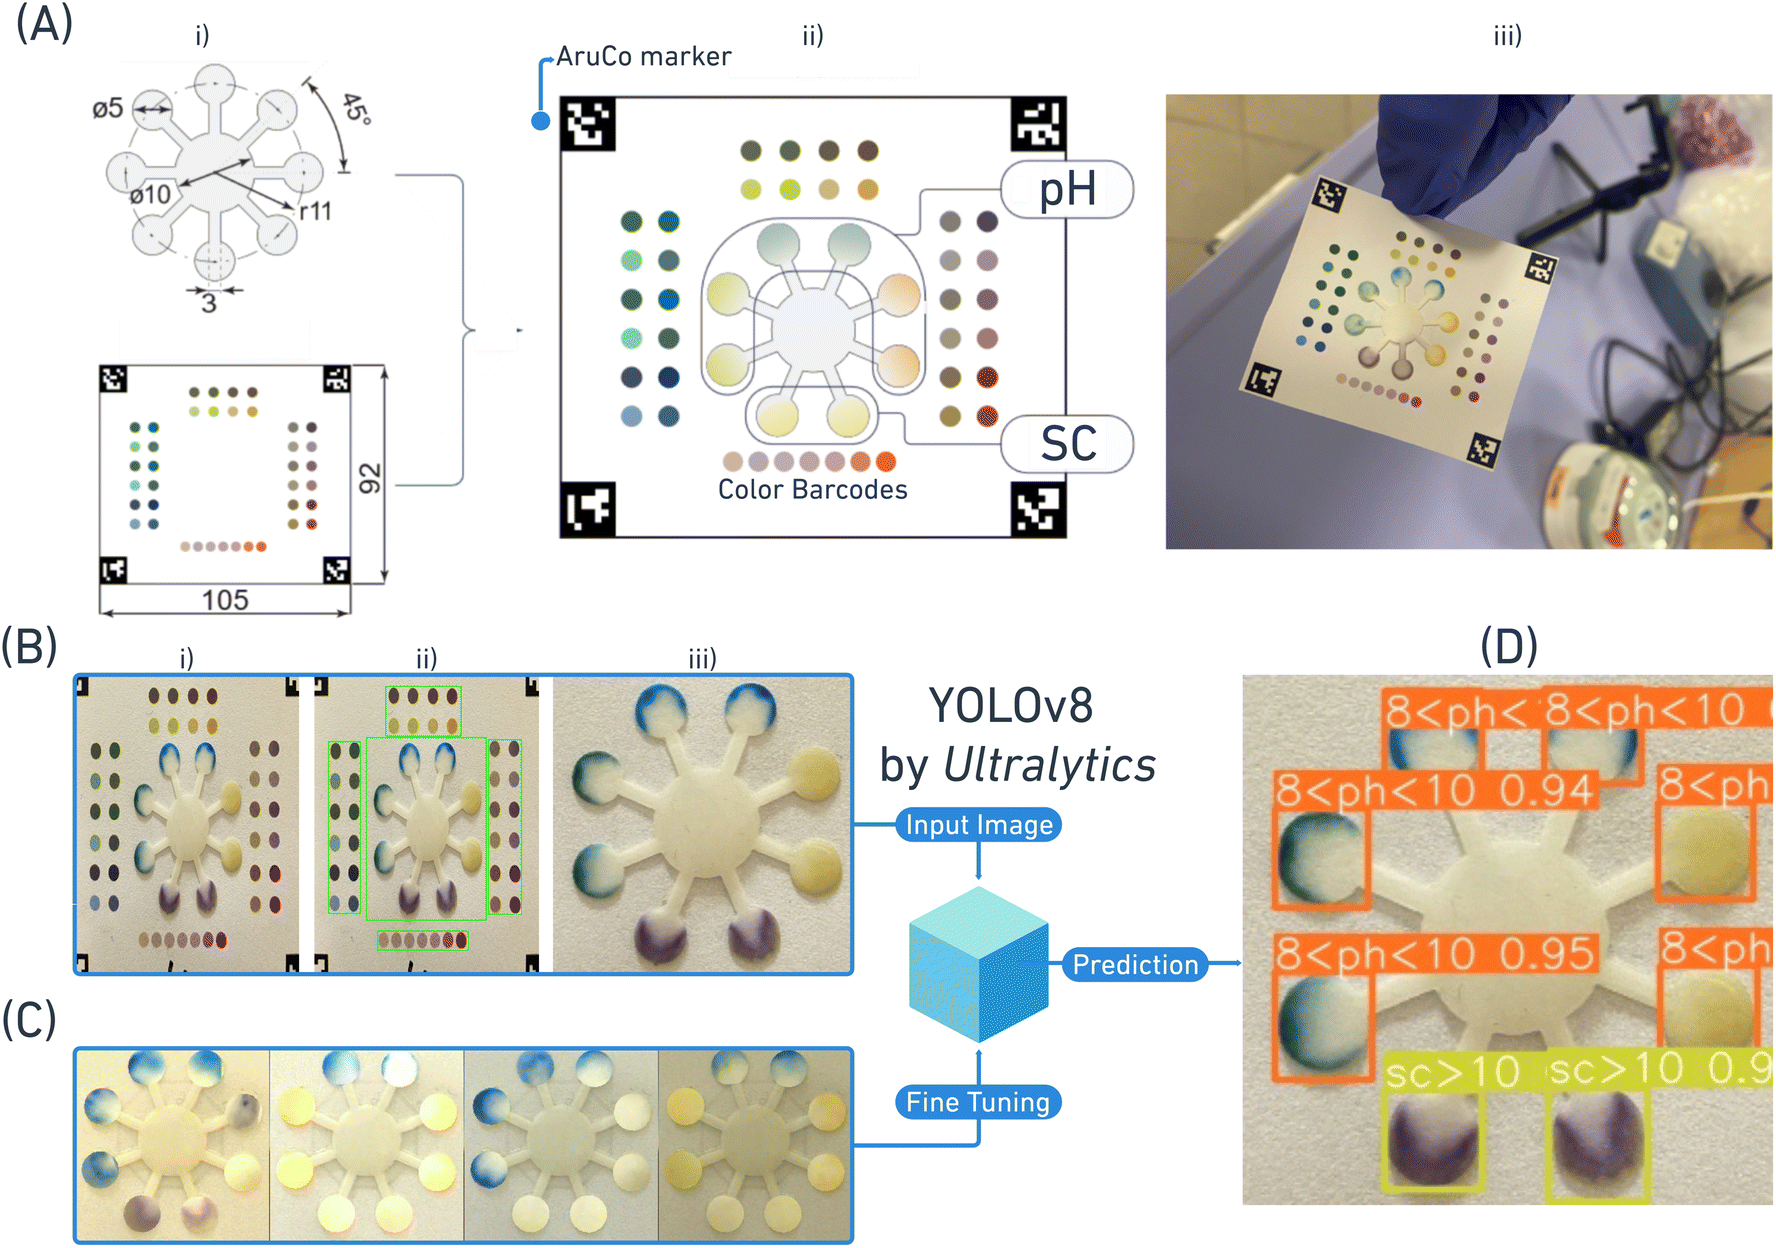 (A)
i)
ii)
iii)
AruCo marker
ø5
45°
ø10
r11
3
pH
SC
Color Barcodes
92
105
(B)
i)
ii)
iii)
YOLOv8
by Ultralytics
Input Image
Prediction
Fine Tuning
(C)
(D)
8<ph< 8<ph<10
8<ph<10 0.94
8<ph
8<ph<10 0.95
8<ph
sc>10
sc>10 0.9